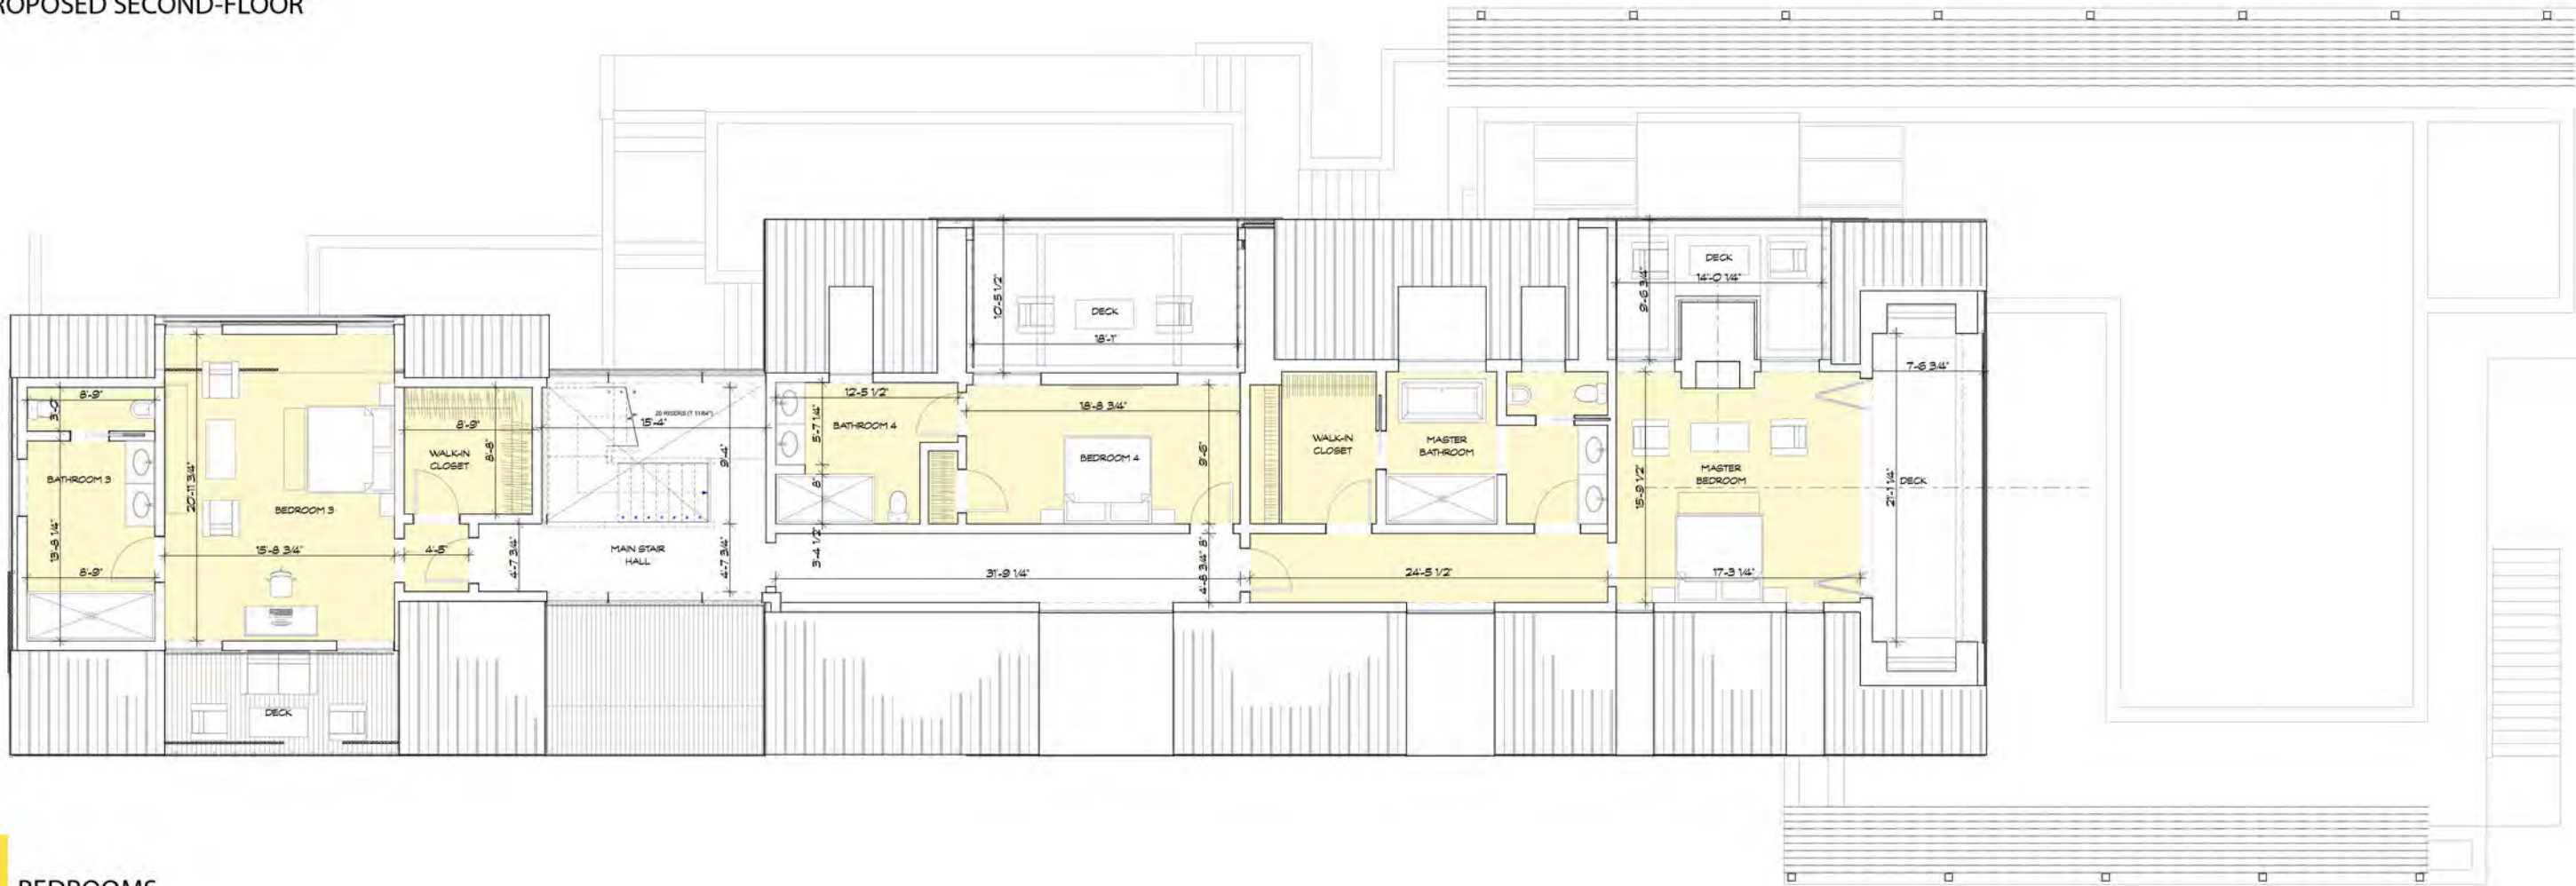 ROPOSED SECOND-FLOOR
DECK
14'-0 1/4"
9'-6 3/4"
10'-5 1/2"
DECK
18'-1"
7'-6 3/4"
8'-9"
3'-0"
20'-11 3/4"
8'-9"
8'-8"
WALK-IN
CLOSET
20 RISERS (7 11/64")
15'-4"
9'-4"
12'-5 1/2"
5'-7 1/4"
BATHROOM 4
18'-8 3/4"
BEDROOM 4
9'-6"
WALK-IN
CLOSET
MASTER
BATHROOM
MASTER
BEDROOM
15'-9 1/2"
21'-1 1/4"
DECK
BATHROOM 3
BEDROOM 3
8"
13'-8 1/4"
15'-8 3/4"
4'-5"
4'-7 3/4"
MAIN STAIR
HALL
4'-7 3/4"
3'-4 1/2"
8"
4'-8 3/4"
8'-9"
31'-9 1/4"
24'-5 1/2"
17'-3 1/4"
DECK
BEDROOMS